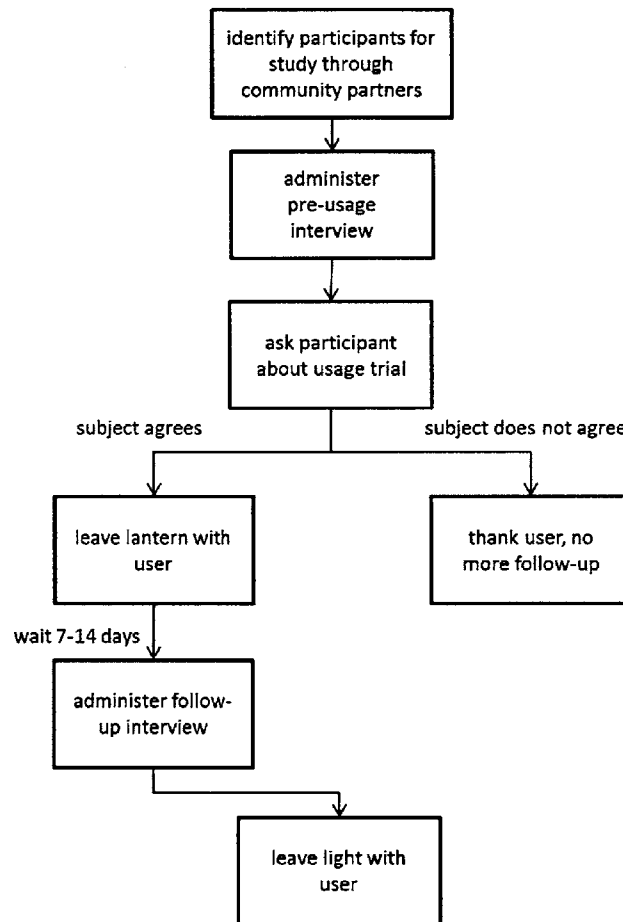 identify participants for
study through
community partners
administer
pre-usage
interview
ask participant
about usage trial
subject agrees
subject does not agree
leave lantern with
user
thank user, no
more follow-up
wait 7-14 days
administer follow-
up interview
leave light with
user